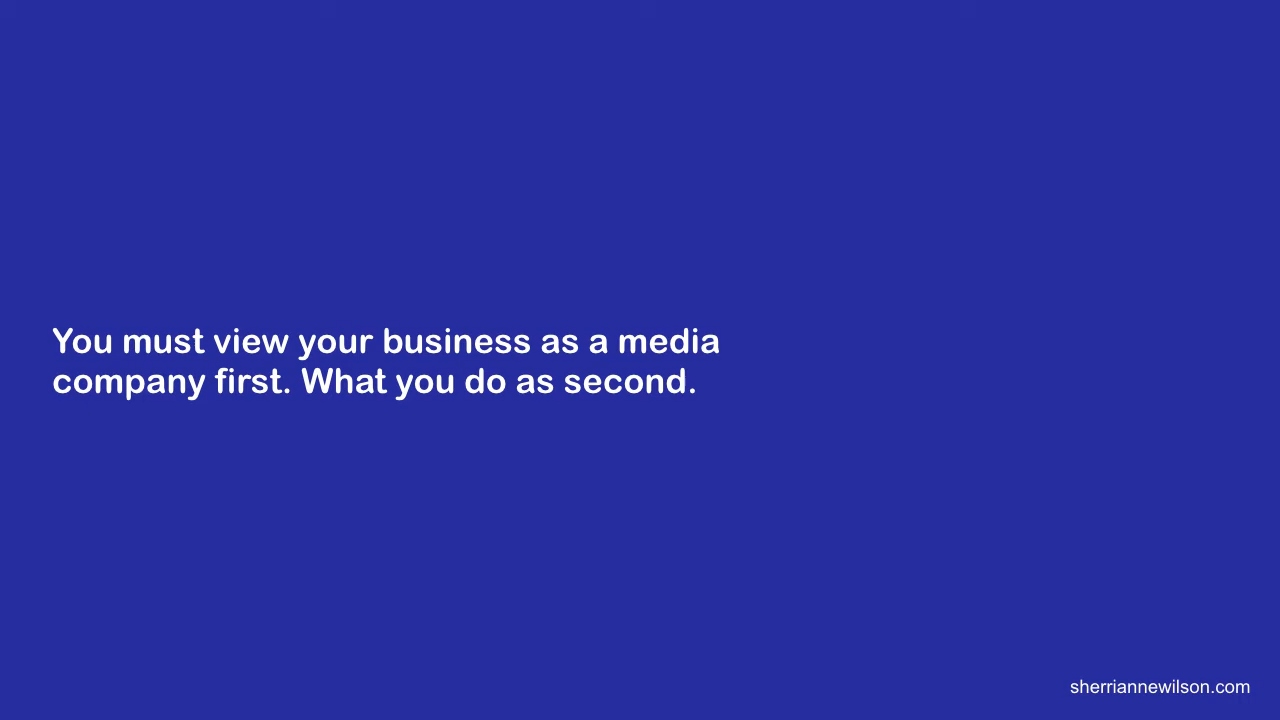 You must view your business as a media
company first. What you do as second.
sherriannewilson.com